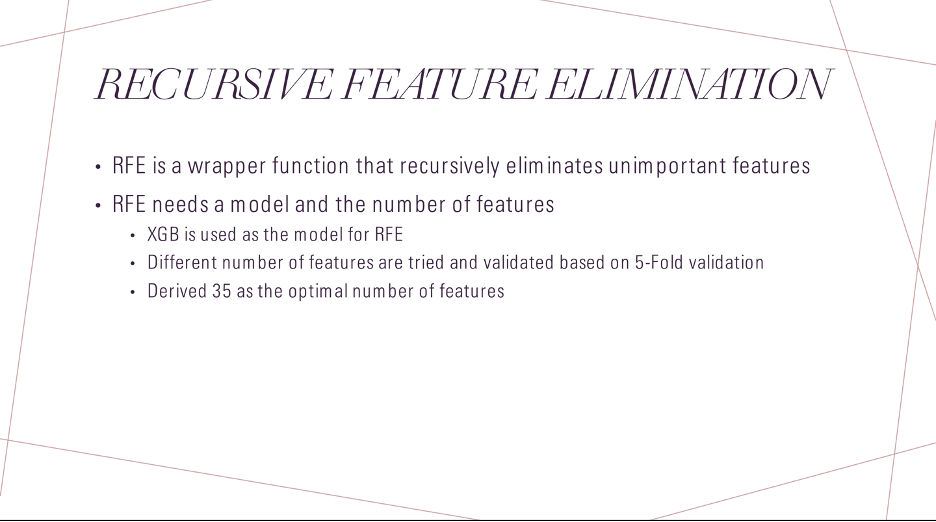 RECURSIVE FEATURE ELIMINATION
• RFE is a wrapper function that recursively eliminates unimportant features
• RFE needs a model and the number of features
• XGB is used as the model for RFE
• Different number of features are tried and validated based on 5-Fold validation
• Derived 35 as the optimal number of features